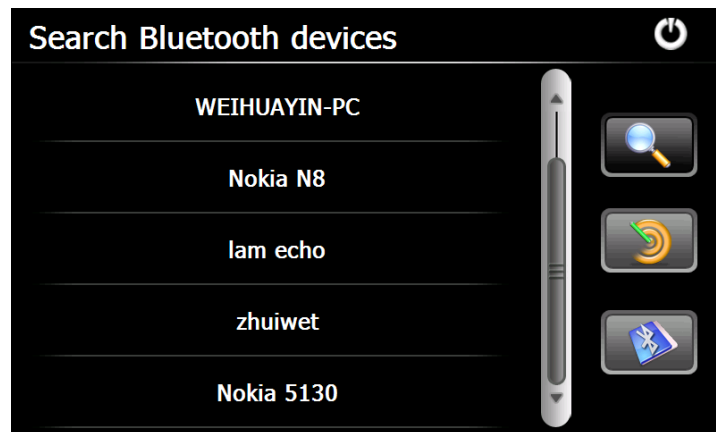 Search Bluetooth devices
WEIHUAYIN-PC
Nokia N8
lam echo
zhuiwet
Nokia 5130